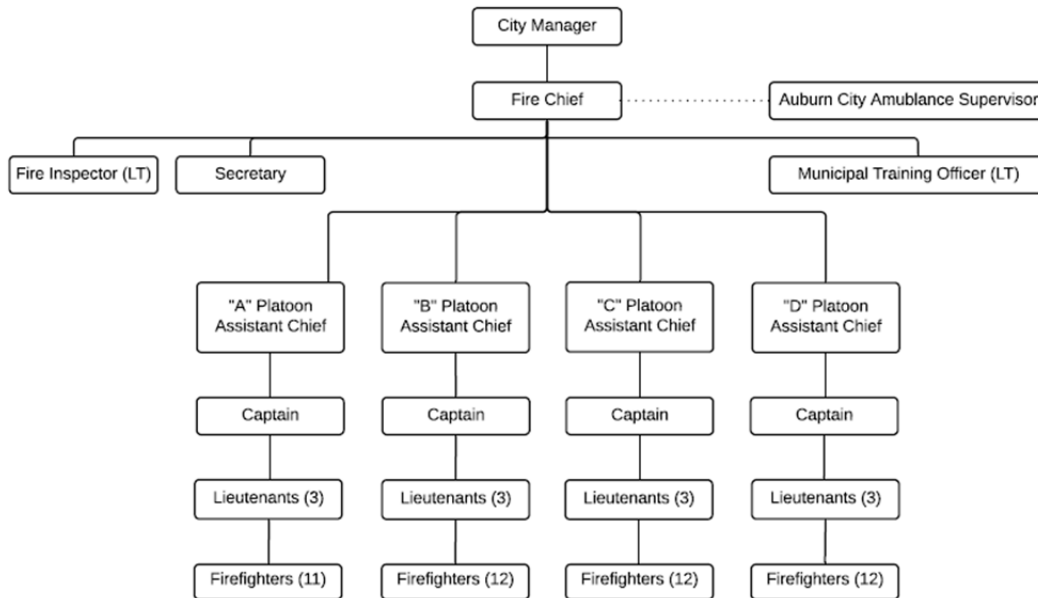 City Manager
Fire Chief
Auburn City Amublance Supervisor
Fire Inspector (LT)
Secretary
Municipal Training Officer (LT)
"A" Platoon
Assistant Chief
"B" Platoon
Assistant Chief
"C" Platoon
Assistant Chief
"D" Platoon
Assistant Chief
Captain
Captain
Captain
Captain
Lieutenants (3)
Lieutenants (3)
Lieutenants (3)
Lieutenants (3)
Firefighters (11)
Firefighters (12)
Firefighters (12)
Firefighters (12)